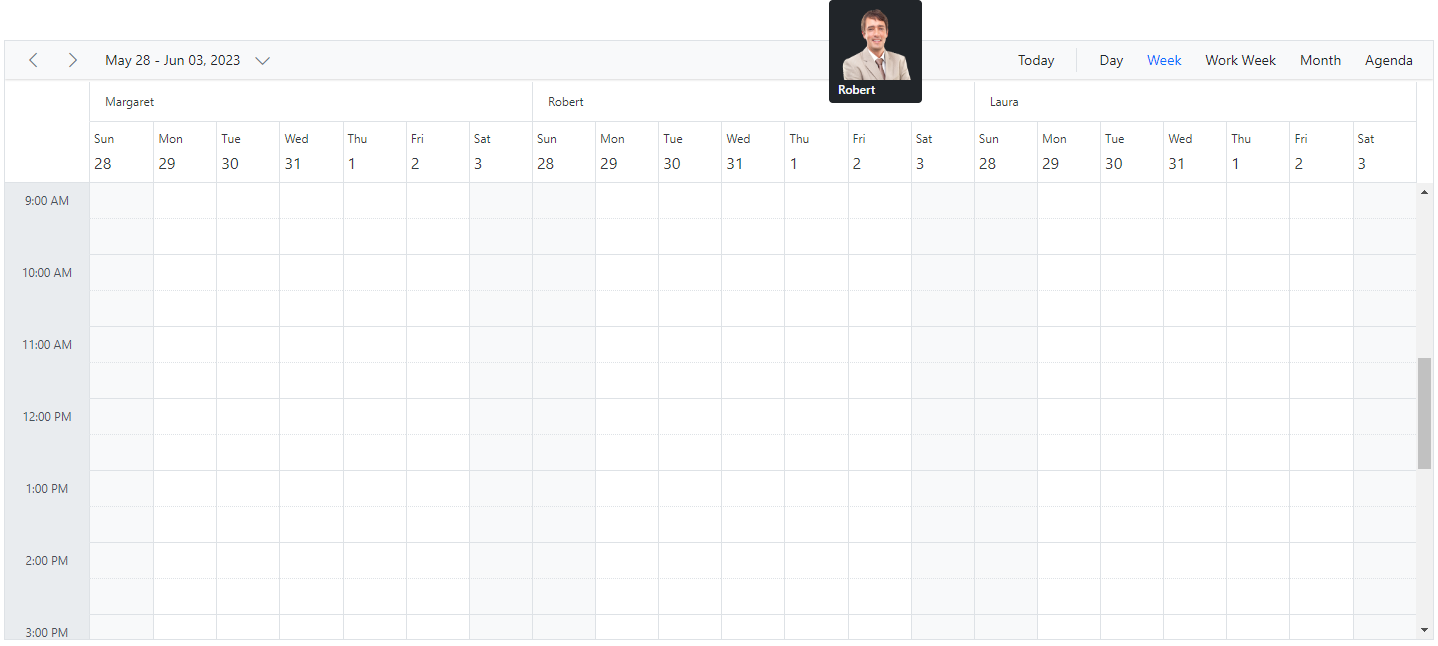 May 28 - Jun 03, 2023 Today Day Week Work Week Month Agenda
Robert
Margaret Robert Laura
Sun Mon Tue Wed Thu Fri Sat Sun Mon Tue Wed Thu Fri Sat Sun Mon Tue Wed Thu Fri Sat
28 29 30 31 1 2 3 28 29 30 31 1 2 3 28 29 30 31 1 2 3
9:00 AM
10:00 AM
11:00 AM
12:00 PM
1:00 PM
2:00 PM
3:00 PM